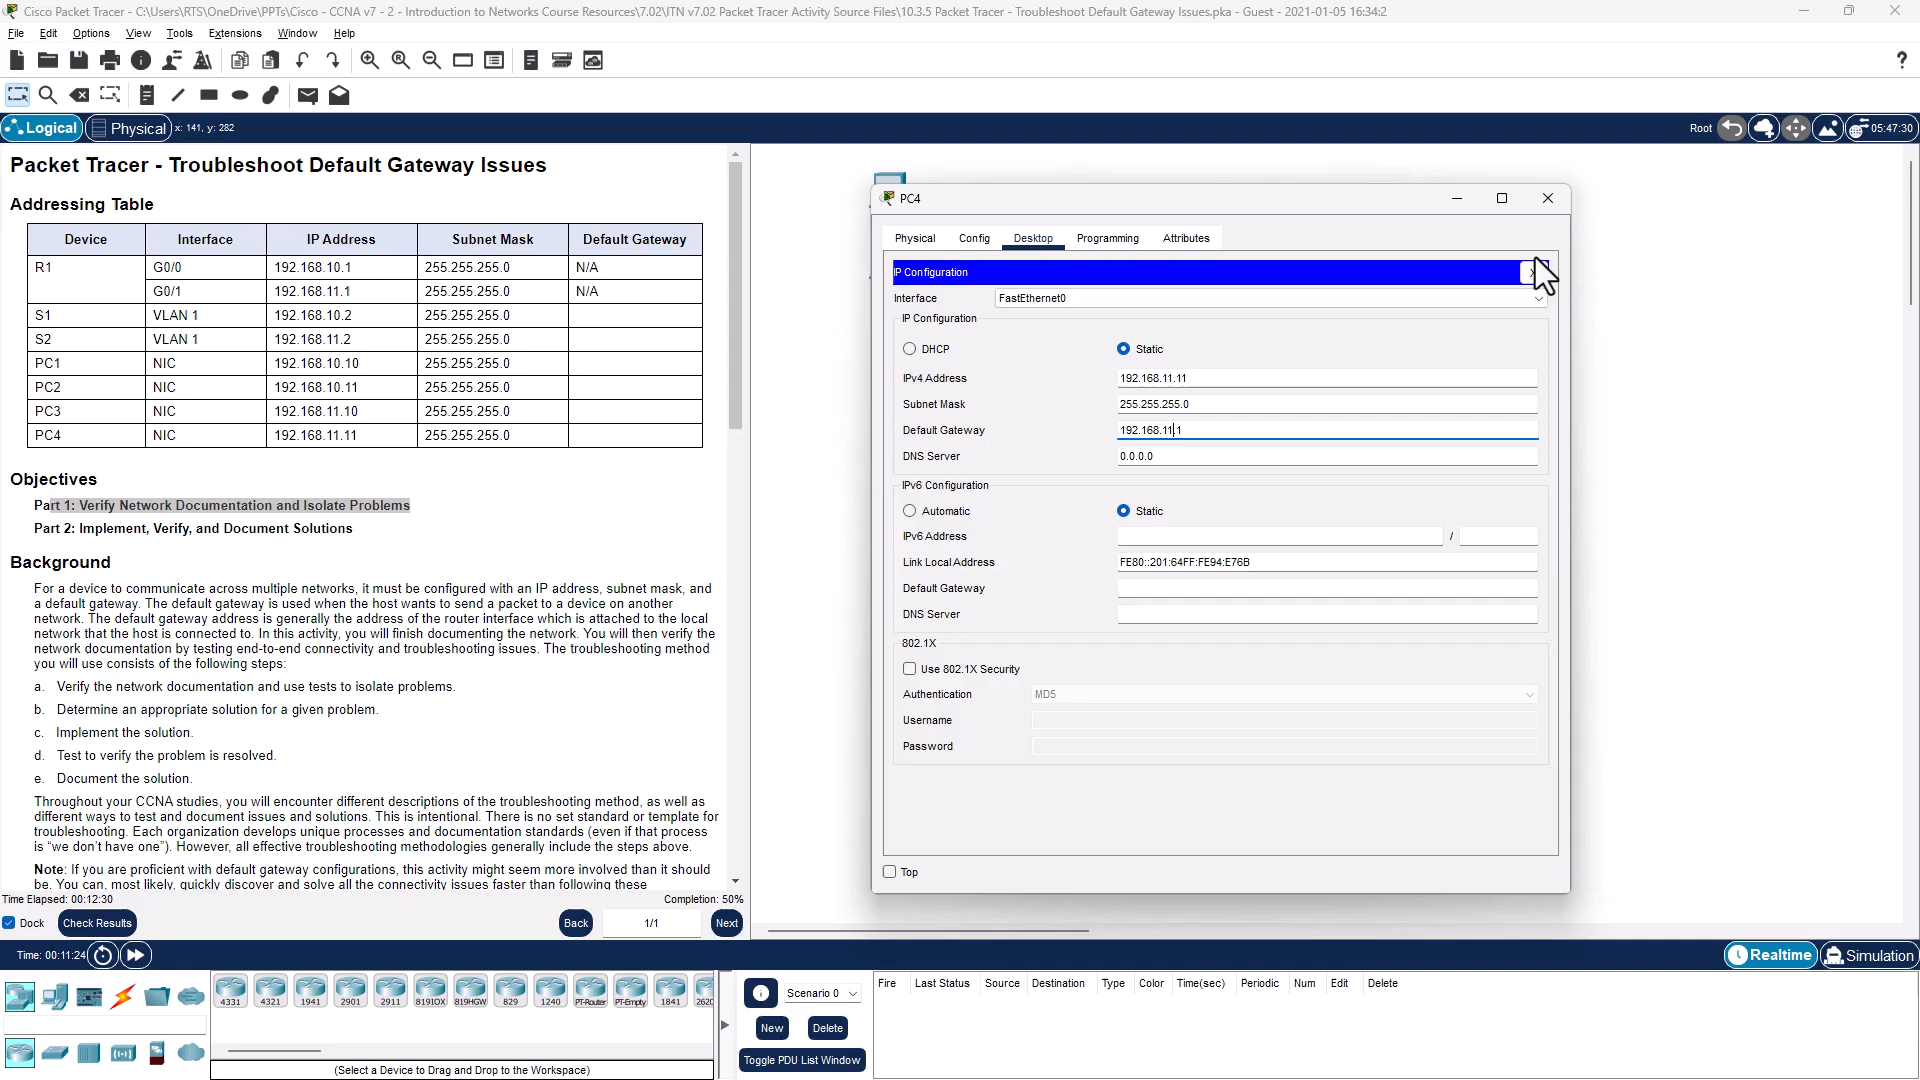 Cisco Packet Tracer - C:\Users\RTS\OneDrive\PPTs\Cisco - CCNA v7 - 2 - Introduction to Networks Course Resources\7.02\ITN v7.02 Packet Tracer Activity Source Files\10.3.5 Packet Tracer - Troubleshoot Default Gateway Issues.pka - Guest - 2021-01-05 16:34:2
File Edit Options View Tools Extensions Window Help
Logical Physical x: 141, y: 282 Root 05:47:30
Packet Tracer - Troubleshoot Default Gateway Issues
Addressing Table
Device Interface IP Address Subnet Mask Default Gateway
R1 G0/0 192.168.10.1 255.255.255.0 N/A
G0/1 192.168.11.1 255.255.255.0 N/A
S1 VLAN 1 192.168.10.2 255.255.255.0
S2 VLAN 1 192.168.11.2 255.255.255.0
PC1 NIC 192.168.10.10 255.255.255.0
PC2 NIC 192.168.10.11 255.255.255.0
PC3 NIC 192.168.11.10 255.255.255.0
PC4 NIC 192.168.11.11 255.255.255.0
Objectives
Part 1: Verify Network Documentation and Isolate Problems
Part 2: Implement, Verify, and Document Solutions
Background
For a device to communicate across multiple networks, it must be configured with an IP address, subnet mask, and
a default gateway. The default gateway is used when the host wants to send a packet to a device on another
network. The default gateway address is generally the address of the router interface which is attached to the local
network that the host is connected to. In this activity, you will finish documenting the network. You will then verify the
network documentation by testing end-to-end connectivity and troubleshooting issues. The troubleshooting method
you will use consists of the following steps:
a. Verify the network documentation and use tests to isolate problems.
b. Determine an appropriate solution for a given problem.
c. Implement the solution.
d. Test to verify the problem is resolved.
e. Document the solution.
Throughout your CCNA studies, you will encounter different descriptions of the troubleshooting method, as well as
different ways to test and document issues and solutions. This is intentional. There is no set standard or template for
troubleshooting. Each organization develops unique processes and documentation standards (even if that process
is “we don't have one”). However, all effective troubleshooting methodologies generally include the steps above.
Note: If you are proficient with default gateway configurations, this activity might seem more involved than it should
be. You can, most likely, quickly discover and solve all the connectivity issues faster than following these
Time Elapsed: 00:12:30 Completion: 50%
Dock Check Results Back 1/1 Next
PC4
Physical Config Desktop Programming Attributes
IP Configuration X
Interface FastEthernet0
IP Configuration
DHCP Static
IPv4 Address 192.168.11.11
Subnet Mask 255.255.255.0
Default Gateway 192.168.11.1
DNS Server 0.0.0.0
IPv6 Configuration
Automatic Static
IPv6 Address /
Link Local Address FE80::201:64FF:FE94:E76B
Default Gateway
DNS Server
802.1X
Use 802.1X Security
Authentication MD5
Username
Password
Top
Time: 00:11:24 Realtime Simulation
4331 4321 1941 2901 2911 819IOX 819HGW 829 1240 PT-Router PT-Empty 1841 2620
(Select a Device to Drag and Drop to the Workspace)
Scenario 0
New Delete
Toggle PDU List Window
Fire Last Status Source Destination Type Color Time(sec) Periodic Num Edit Delete